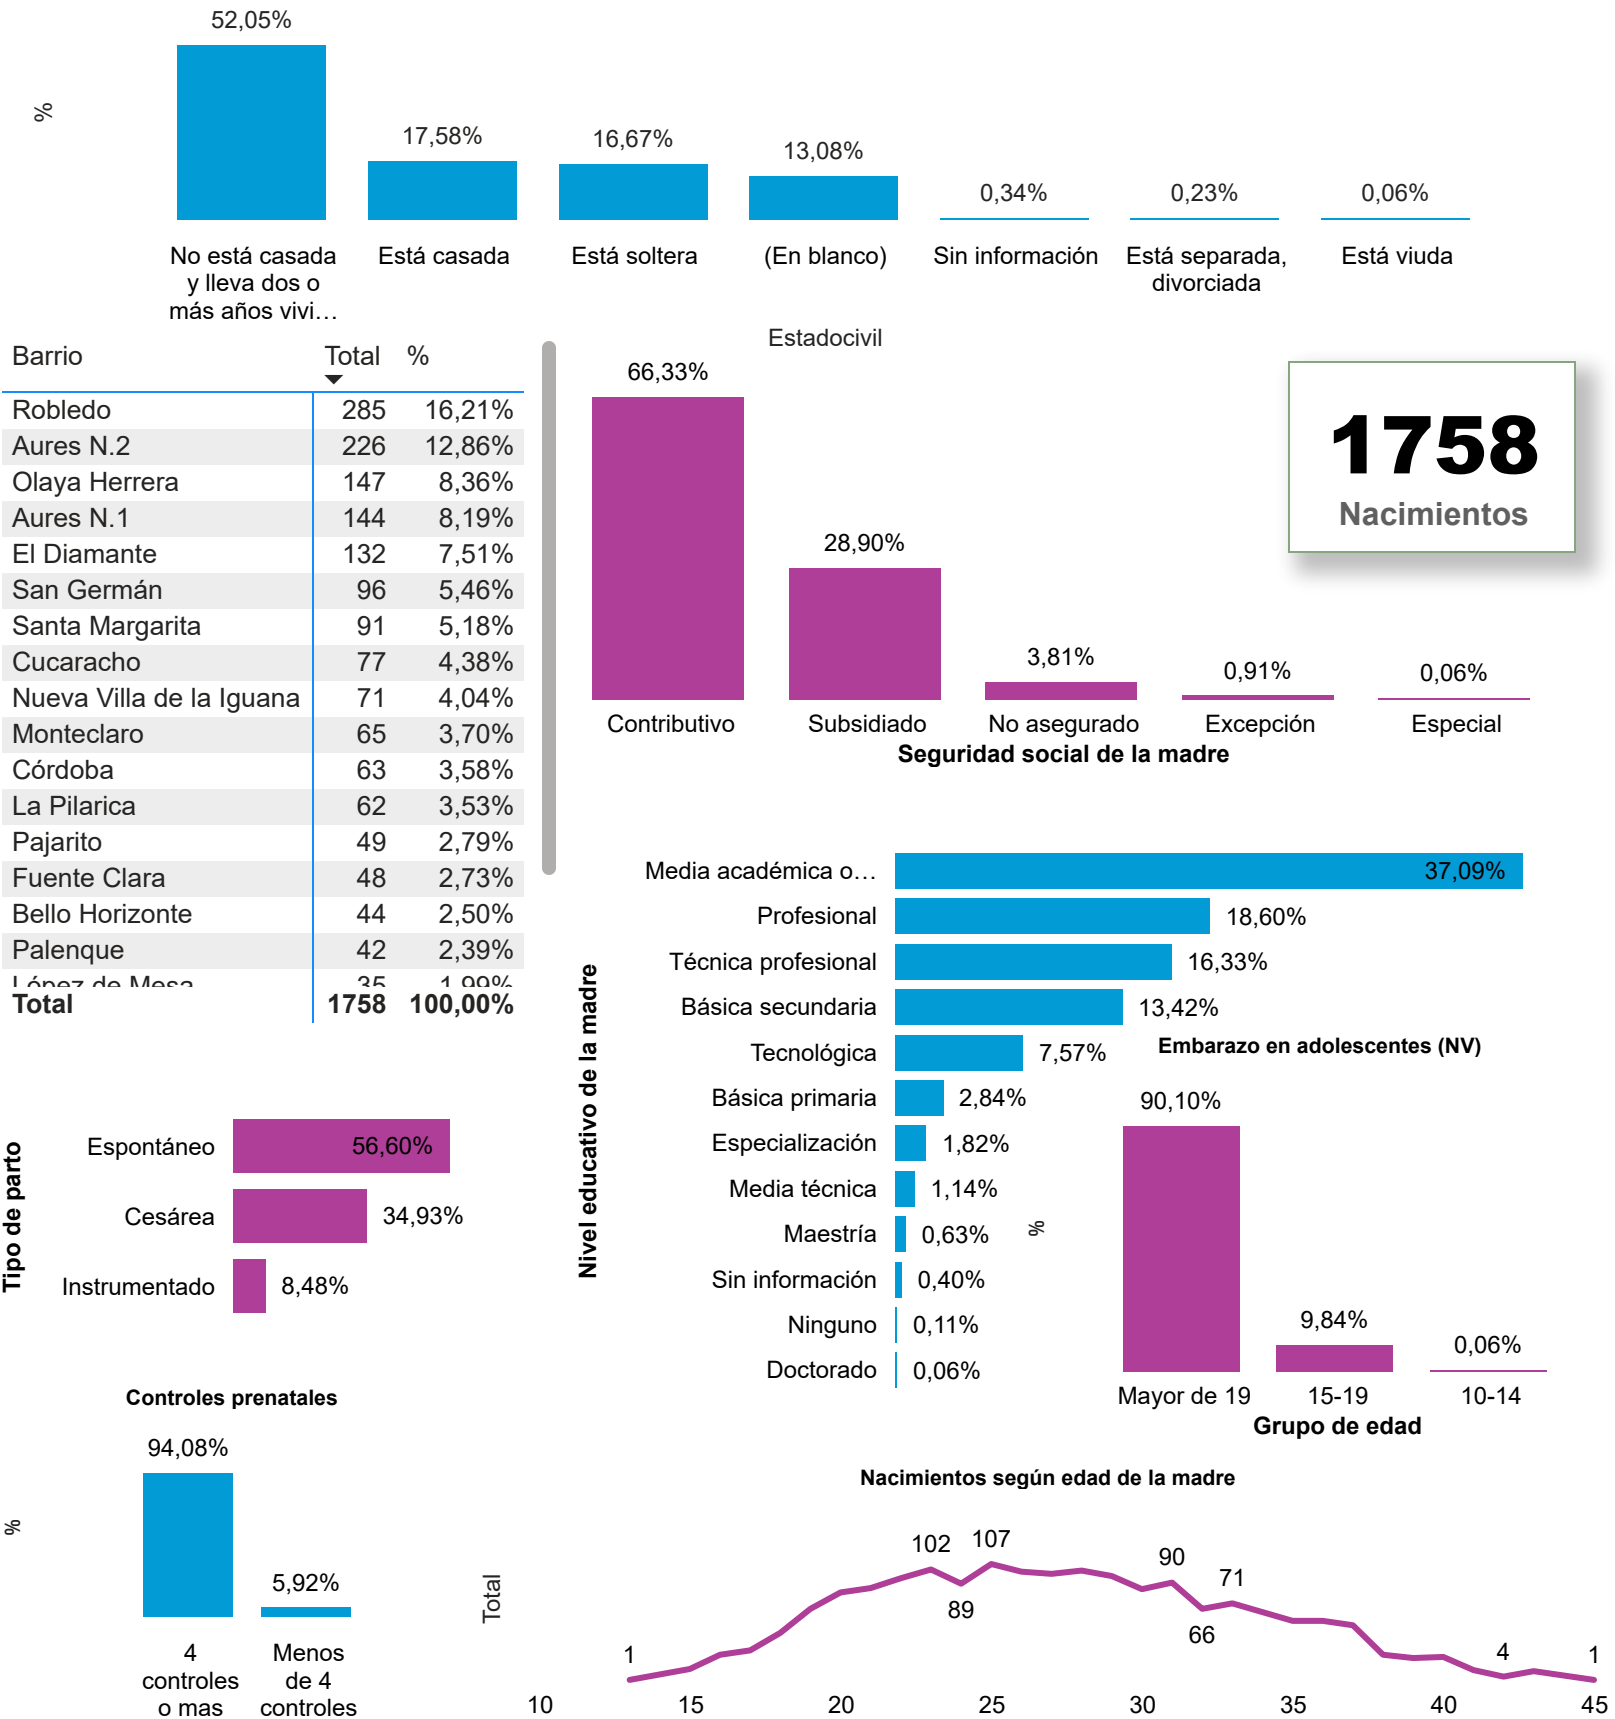 52,05%
17,58%
16,67%
13,08%
0,34%
0,23%
0,06%
%
No está casada
y lleva dos o
más años vivi…
Está casada
Está soltera
(En blanco)
Sin información
Está separada,
divorciada
Está viuda
Estadocivil
Barrio Total %
Robledo 285 16,21%
Aures N.2 226 12,86%
Olaya Herrera 147 8,36%
Aures N.1 144 8,19%
El Diamante 132 7,51%
San Germán 96 5,46%
Santa Margarita 91 5,18%
Cucaracho 77 4,38%
Nueva Villa de la Iguana 71 4,04%
Monteclaro 65 3,70%
Córdoba 63 3,58%
La Pilarica 62 3,53%
Pajarito 49 2,79%
Fuente Clara 48 2,73%
Bello Horizonte 44 2,50%
Palenque 42 2,39%
López de Mesa 35 1,99%
Total 1758 100,00%
66,33%
28,90%
3,81%
0,91%
0,06%
Contributivo
Subsidiado
No asegurado
Excepción
Especial
Seguridad social de la madre
1758
Nacimientos
Nivel educativo de la madre
Media académica o… 37,09%
Profesional 18,60%
Técnica profesional 16,33%
Básica secundaria 13,42%
Tecnológica 7,57%
Básica primaria 2,84%
Especialización 1,82%
Media técnica 1,14%
Maestría 0,63%
Sin información 0,40%
Ninguno 0,11%
Doctorado 0,06%
Embarazo en adolescentes (NV)
%
90,10%
9,84%
0,06%
Mayor de 19
15-19
10-14
Grupo de edad
Tipo de parto
Espontáneo 56,60%
Cesárea 34,93%
Instrumentado 8,48%
Controles prenatales
%
94,08%
5,92%
4
controles
o mas
Menos
de 4
controles
Nacimientos según edad de la madre
Total
1
102
89
107
90
66
71
4
1
10 15 20 25 30 35 40 45